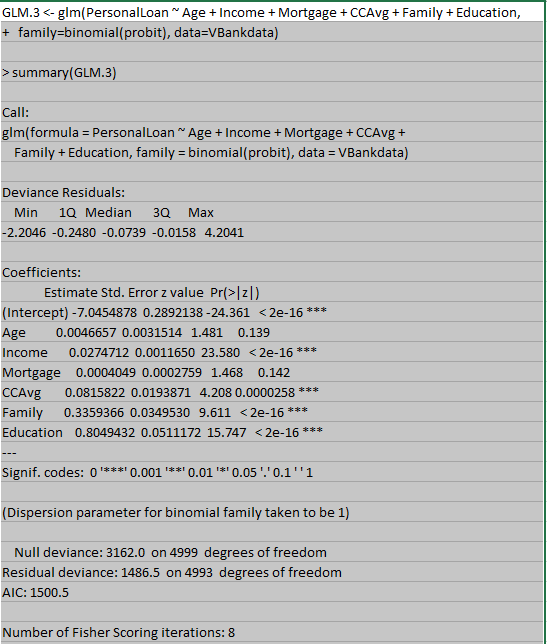 GLM.3 <- glm(PersonalLoan ~ Age + Income + Mortgage + CCAvg + Family + Education,
+ family=binomial(probit), data=VBankdata)
> summary(GLM.3)
Call:
glm(formula = PersonalLoan ~ Age + Income + Mortgage + CCAvg +
Family + Education, family = binomial(probit), data = VBankdata)
Deviance Residuals:
Min 1Q Median 3Q Max
-2.2046 -0.2480 -0.0739 -0.0158 4.2041
Coefficients:
Estimate Std. Error z value Pr(>|z|)
(Intercept) -7.0454878 0.2892138 -24.361 < 2e-16 ***
Age 0.0046657 0.0031514 1.481 0.139
Income 0.0274712 0.0011650 23.580 < 2e-16 ***
Mortgage 0.0004049 0.0002759 1.468 0.142
CCAvg 0.0815822 0.0193871 4.208 0.0000258 ***
Family 0.3359366 0.0349530 9.611 < 2e-16 ***
Education 0.8049432 0.0511172 15.747 < 2e-16 ***
---
Signif. codes: 0 '***' 0.001 '**' 0.01 '*' 0.05 '.' 0.1 ' ' 1
(Dispersion parameter for binomial family taken to be 1)
Null deviance: 3162.0 on 4999 degrees of freedom
Residual deviance: 1486.5 on 4993 degrees of freedom
AIC: 1500.5
Number of Fisher Scoring iterations: 8